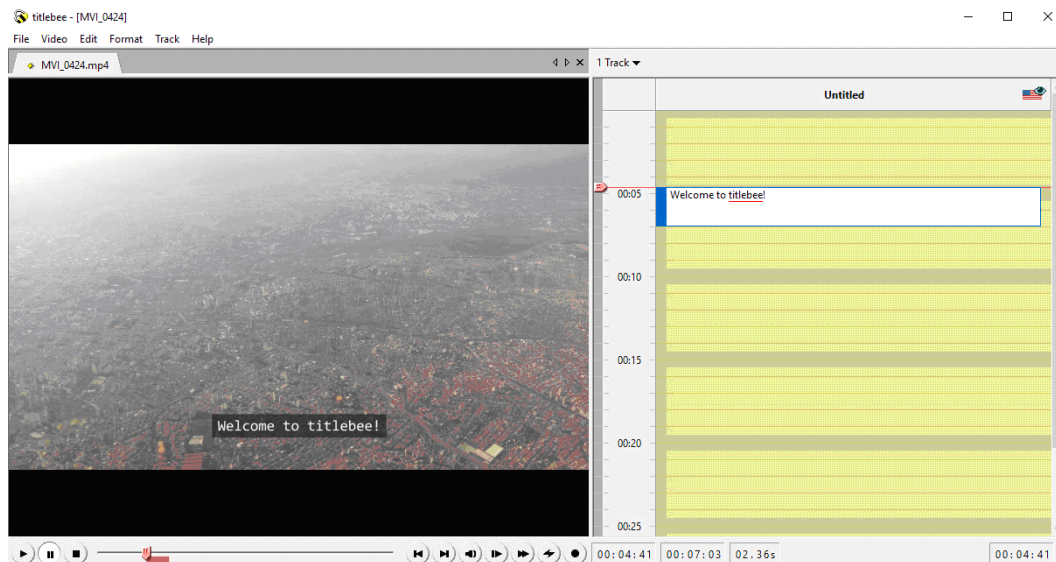 titlebee - [MVI_0424]
File Video Edit Format Track Help
MVI_0424.mp4
1 Track
Untitled
00:05
Welcome to titlebee!
00:10
00:15
Welcome to titlebee!
00:20
00:25
00:04:41 00:07:03 02.36s 00:04:41